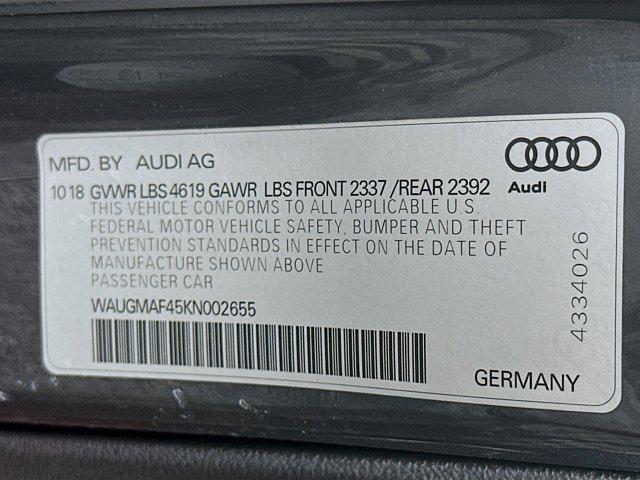 MFD. BY AUDI AG
10 18 GVWR LBS 4619 GAWR LBS FRONT 2337 /REAR 2392
THIS VEHICLE CONFORMS TO ALL APPLICABLE U.S.
FEDERAL MOTOR VEHICLE SAFETY, BUMPER AND THEFT
PREVENTION STANDARDS IN EFFECT ON THE DATE OF
MANUFACTURE SHOWN ABOVE
PASSENGER CAR
WAUGMAF45KN002655
Audi
4334026
GERMANY